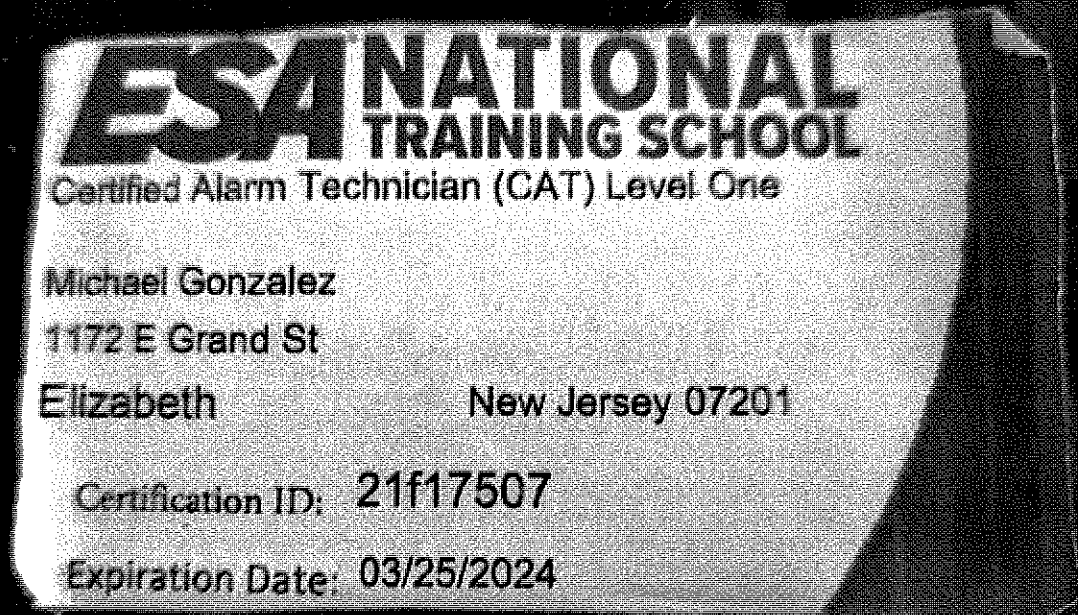 ESA NATIONAL
TRAINING SCHOOL
Certified Alarm Technician (CAT) Level One
Michael Gonzalez
1172 E Grand St
Elizabeth New Jersey 07201
Certification ID: 21f17507
Expiration Date: 03/25/2024